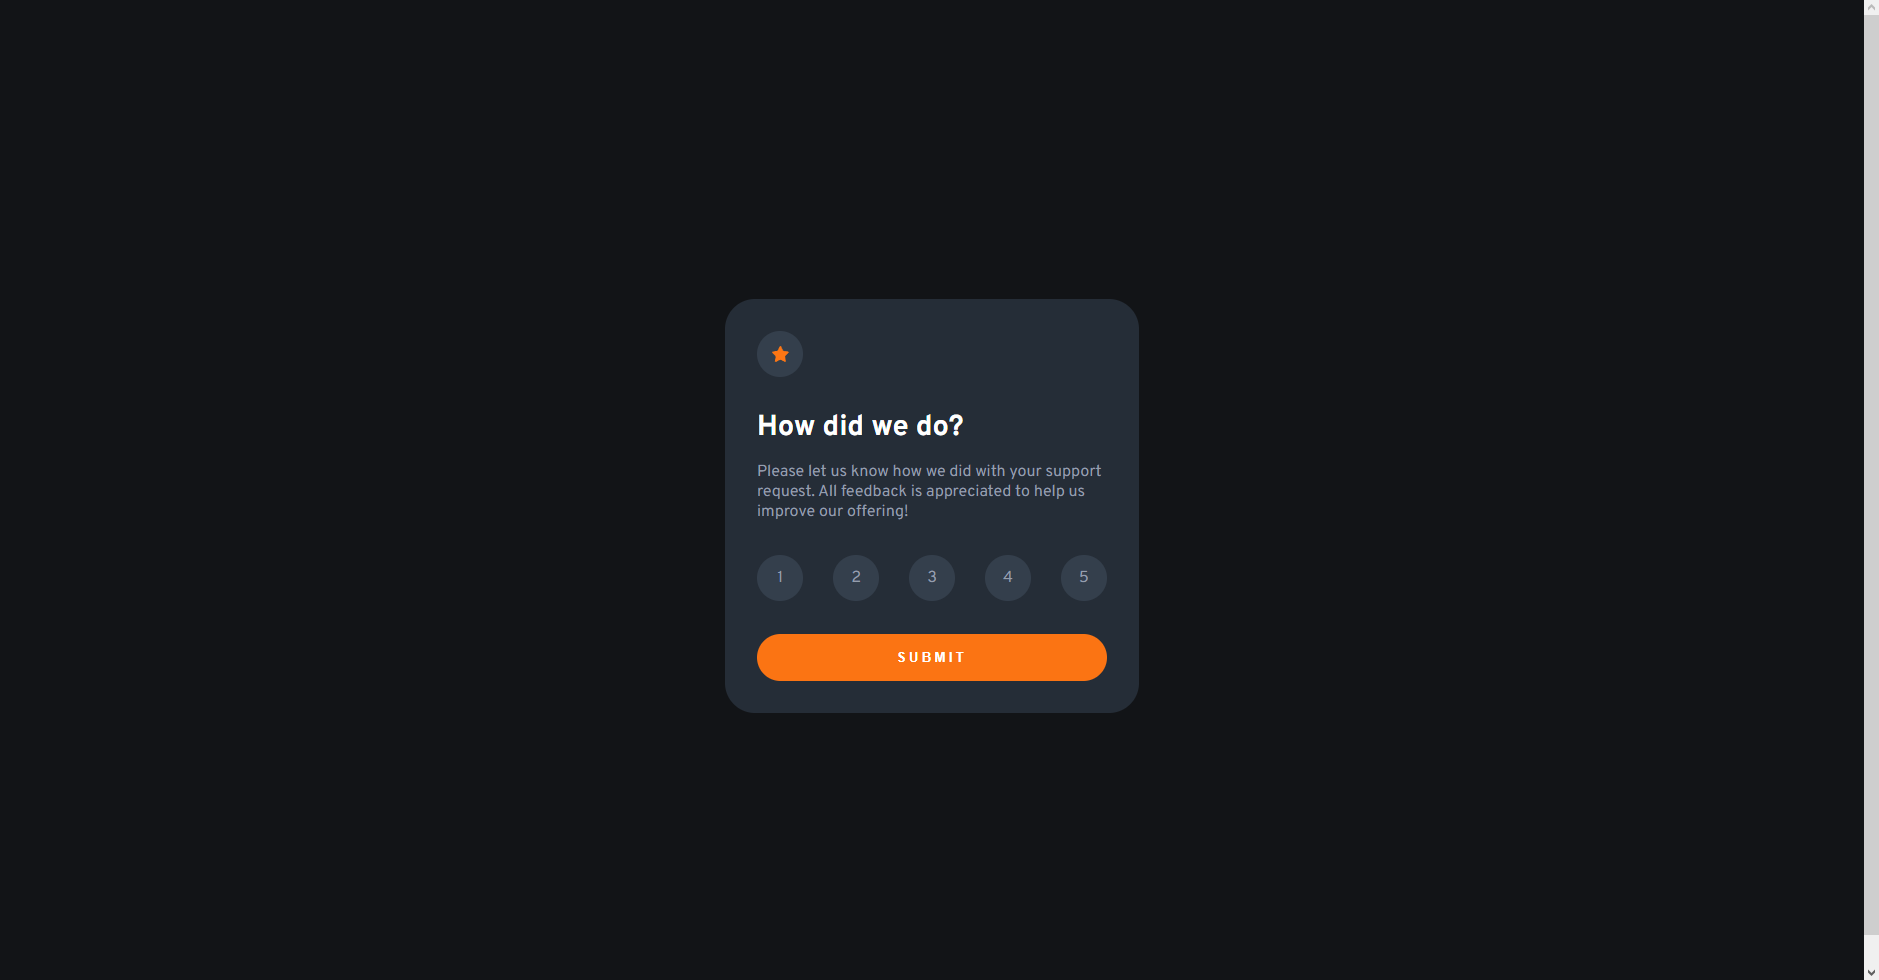 How did we do?
Please let us know how we did with your support
request. All feedback is appreciated to help us
improve our offering!
1 2 3 4 5
SUBMIT